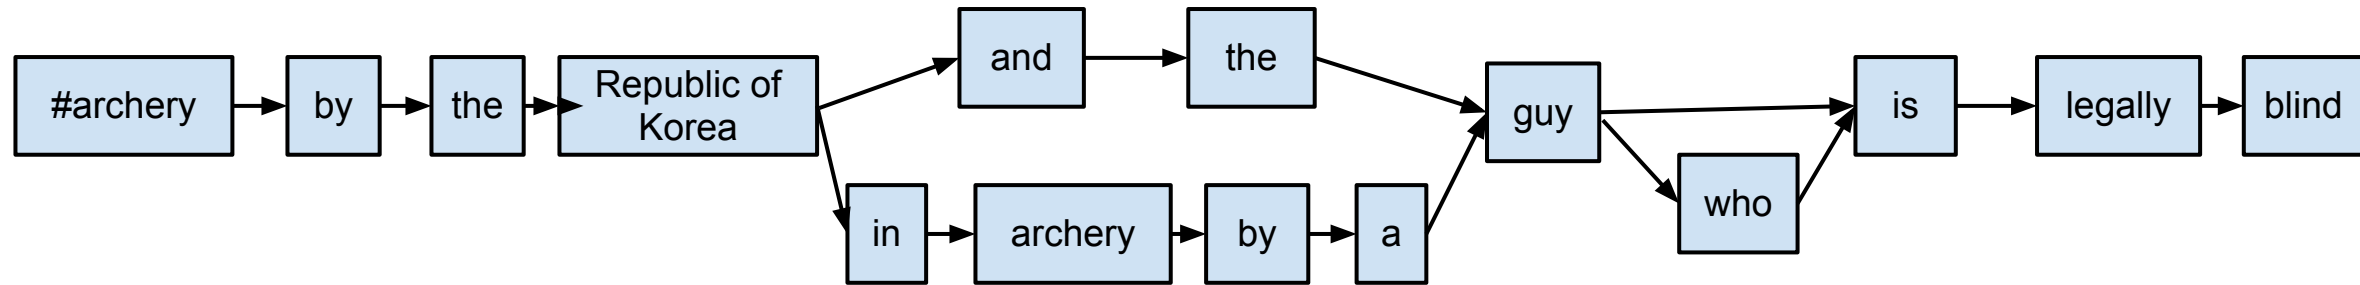 #archery
by
the
Republic of
Korea
and
the
in
archery
by
a
guy
who
is
legally
blind